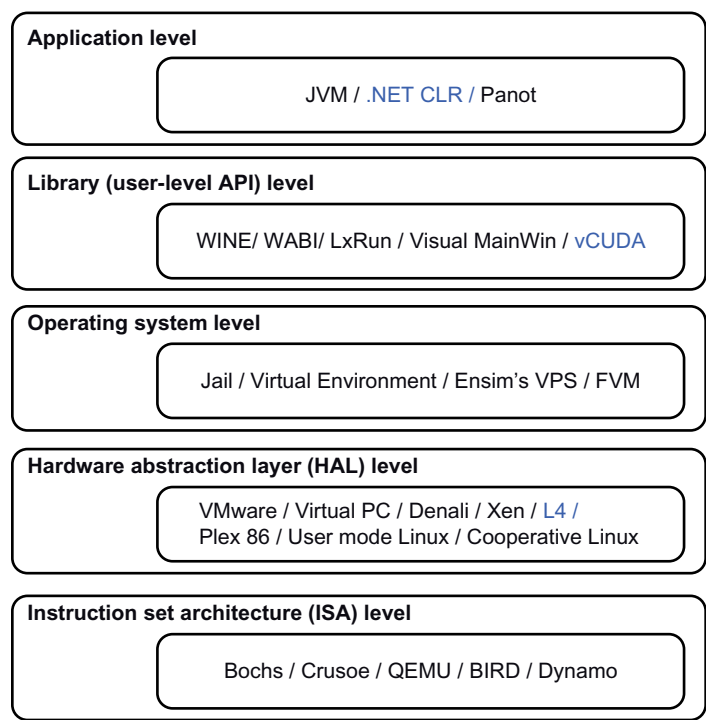 Application level
JVM / .NET CLR / Panot
Library (user-level API) level
WINE/ WABI/ LxRun / Visual MainWin / vCUDA
Operating system level
Jail / Virtual Environment / Ensim’s VPS / FVM
Hardware abstraction layer (HAL) level
VMware / Virtual PC / Denali / Xen / L4 /
Plex 86 / User mode Linux / Cooperative Linux
Instruction set architecture (ISA) level
Bochs / Crusoe / QEMU / BIRD / Dynamo